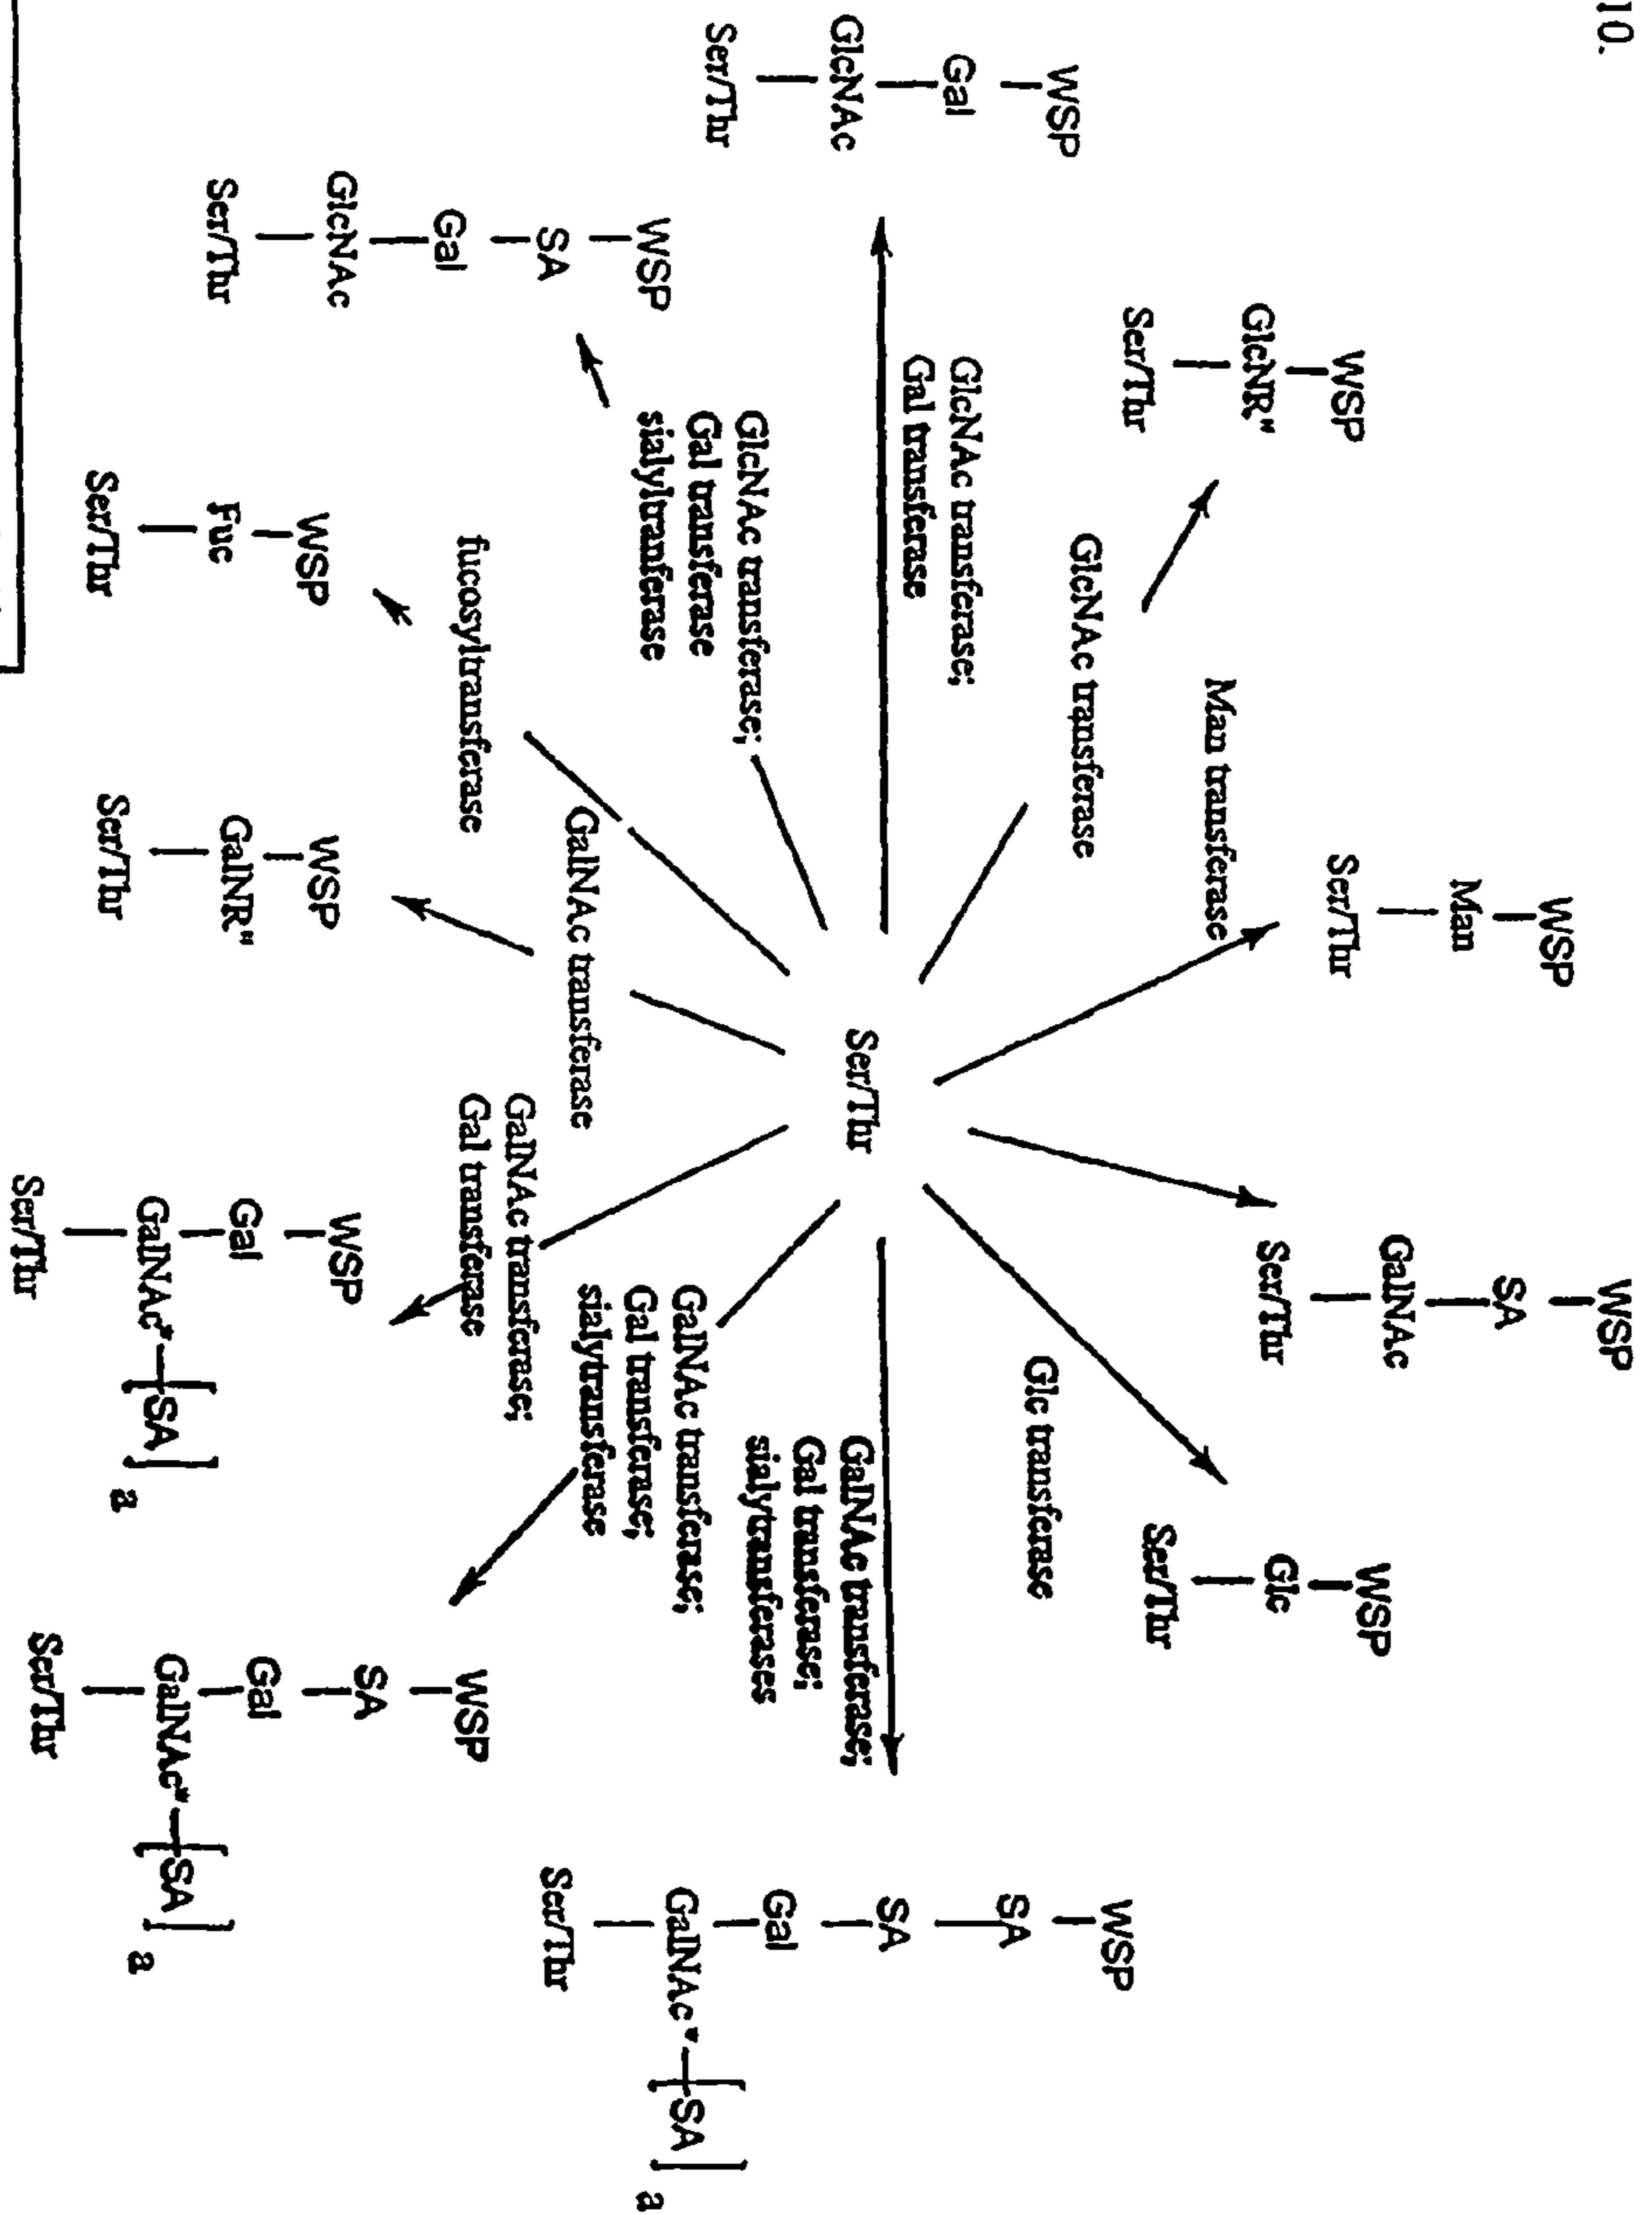 10.
WSP
Man
Ser/Thr
WSP
SA
GalNAc
Ser/Thr
WSP
GlcNR"
Ser/Thr
WSP
Glc
Ser/Thr
Man transferase
GlcNAc transferase
Glc transferase
WSP
Gal
GlcNAc
Ser/Thr
GlcNAc transferase;
Gal transferase
Ser/Thr
GalNAc transferase;
Gal transferase;
sialytransferases
WSP
SA
SA
Gal
GalNAc*—[SA]a
Ser/Thr
GlcNAc transferase;
Gal transferase
sialyltranferase
GalNAc transferase;
Gal transferase;
sialytransferase
WSP
SA
Gal
GlcNAc
Ser/Thr
fucosyltransferase
GalNAc transferase
GalNAc transferase;
Gal transferase
WSP
Fuc
Ser/Thr
WSP
GalNR"
Ser/Thr
WSP
Gal
GalNAc*—[SA]a
Ser/Thr
WSP
SA
Gal
GalNAc*—[SA]a
Ser/Thr